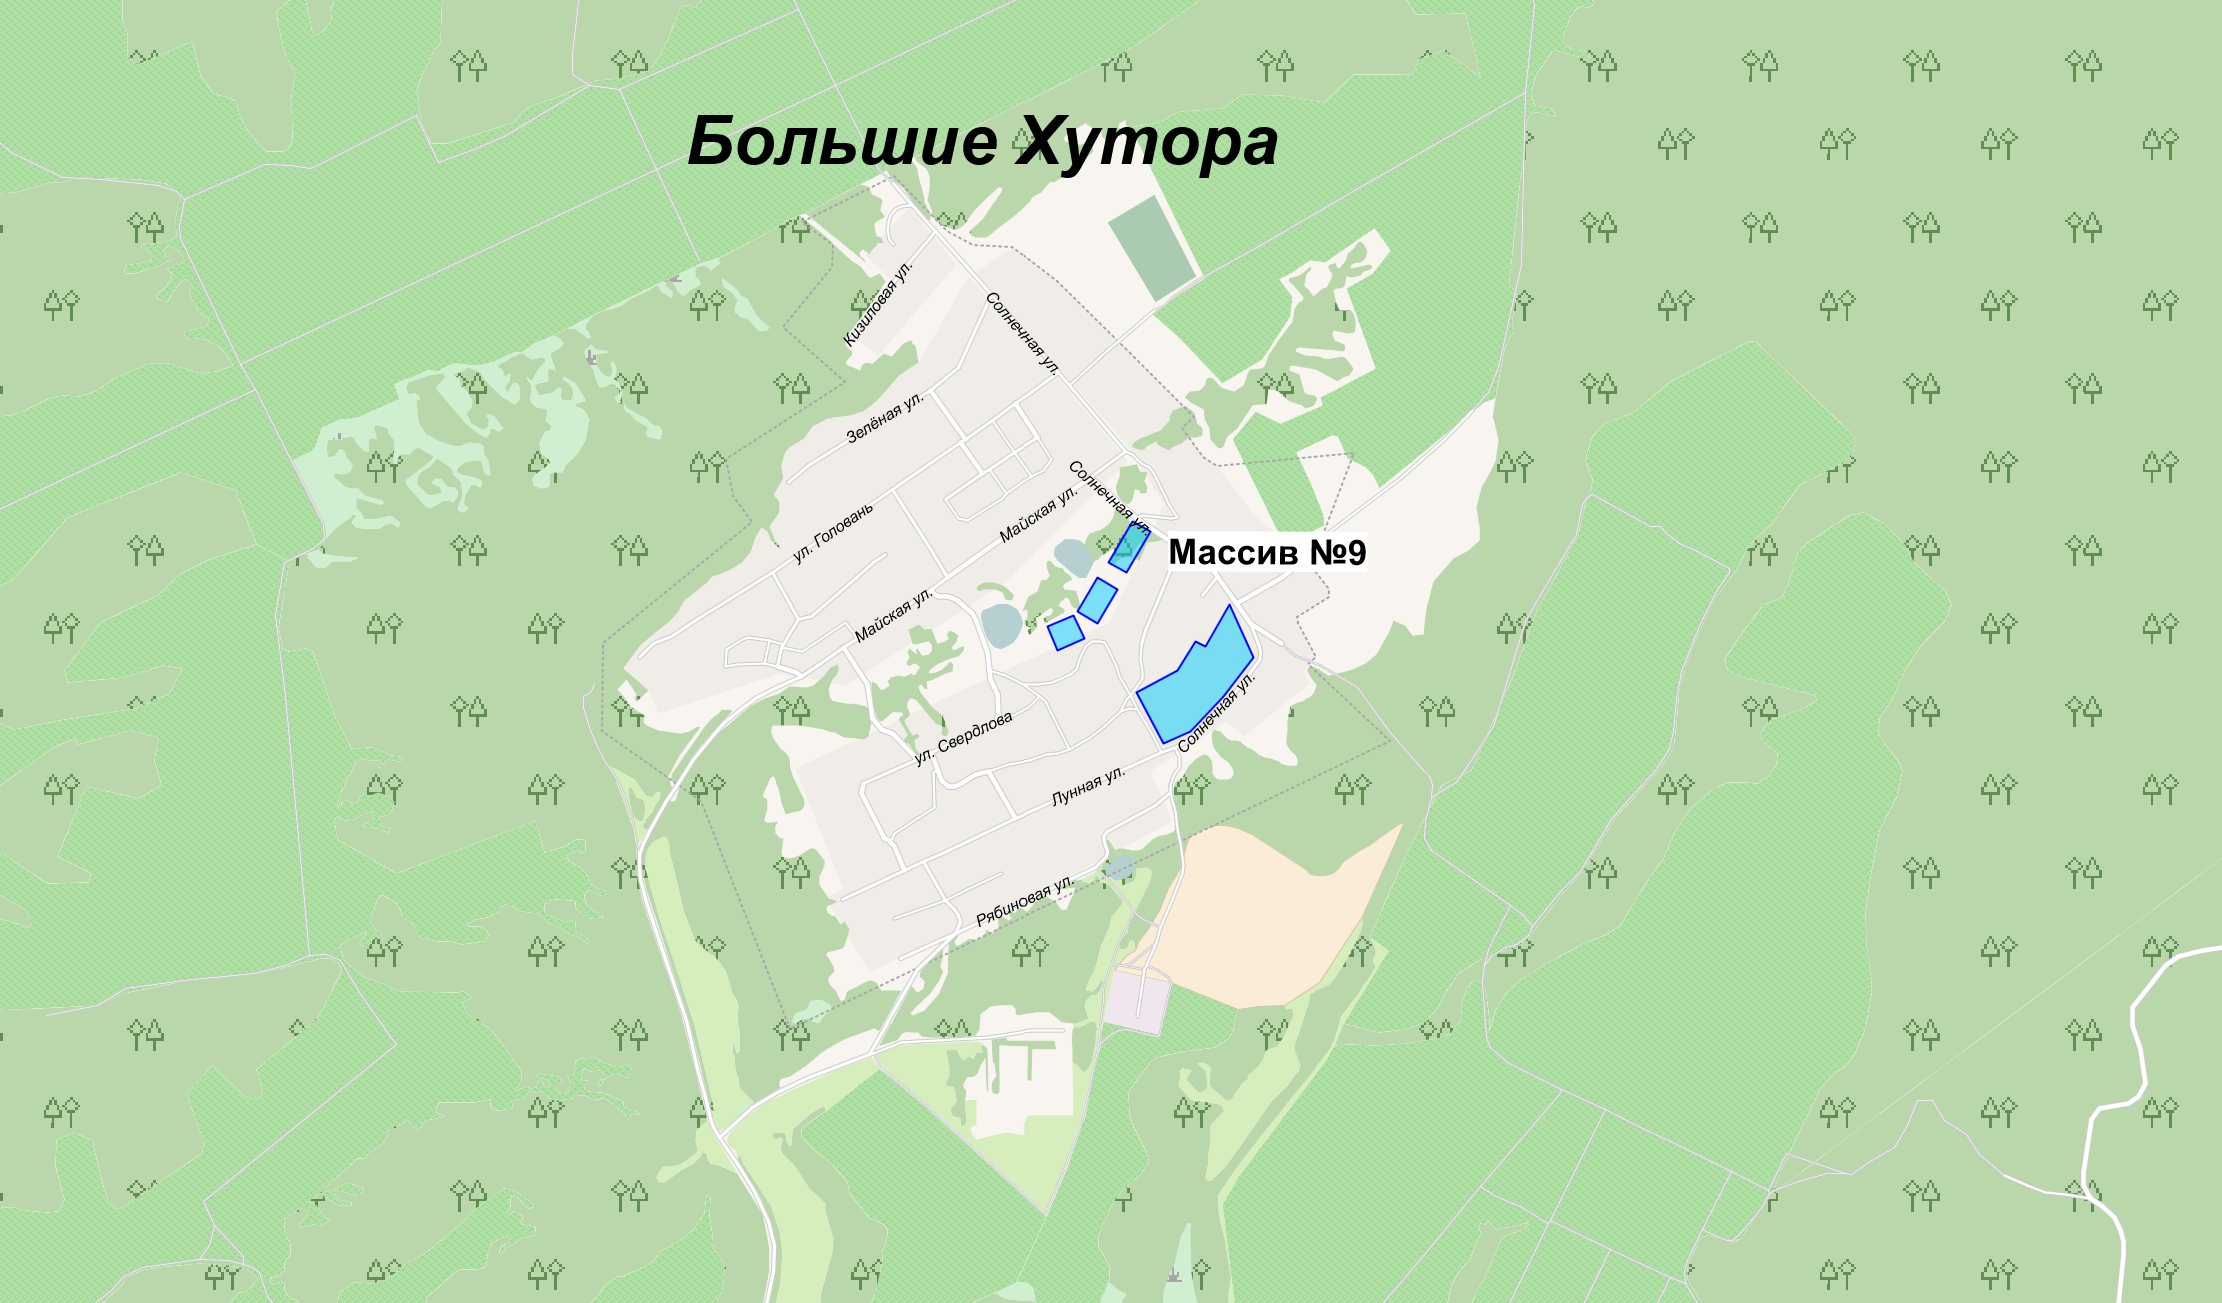 Большие Хутора
Кизиловая ул.
Солнечная ул.
Зелёная ул.
Солнечная ул.
ул. Головань
Майская ул.
Массив №9
Майская ул.
Солнечная ул.
ул. Свердлова
Лунная ул.
Рябиновая ул.